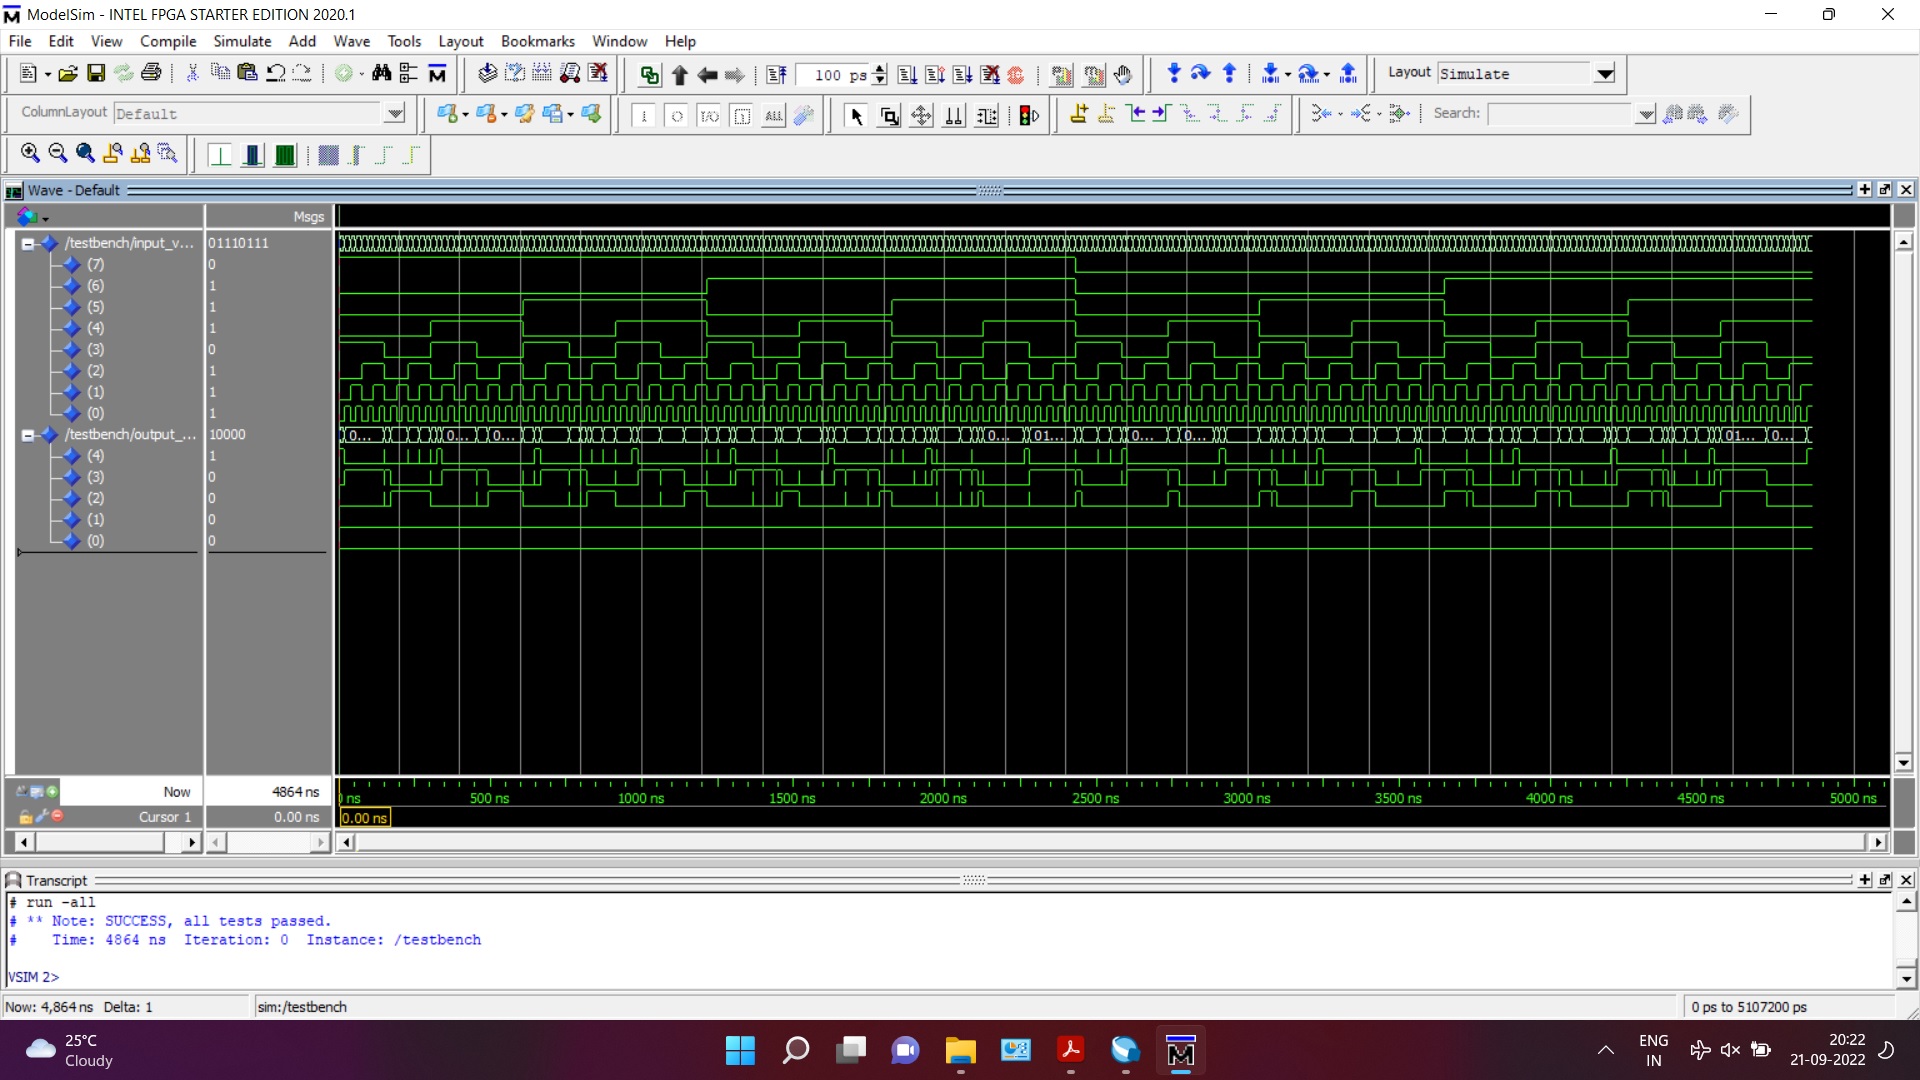 ModelSim - INTEL FPGA STARTER EDITION 2020.1
File Edit View Compile Simulate Add Wave Tools Layout Bookmarks Window Help
100 ps
Layout Simulate
ColumnLayout Default
Search:
Wave - Default
Msgs
/testbench/input_v... 01110111
(7) 0
(6) 1
(5) 1
(4) 1
(3) 0
(2) 1
(1) 1
(0) 1
/testbench/output_... 10000
0... 0... 0... 0... 01... 0... 0... 01... 0...
(4) 1
(3) 0
(2) 0
(1) 0
(0) 0
Now 4864 ns
ns 500 ns 1000 ns 1500 ns 2000 ns 2500 ns 3000 ns 3500 ns 4000 ns 4500 ns 5000 ns
Cursor 1 0.00 ns
0.00 ns
Transcript
# run -all
# ** Note: SUCCESS, all tests passed.
# Time: 4864 ns Iteration: 0 Instance: /testbench
VSIM 2>
Now: 4,864 ns Delta: 1
sim:/testbench
0 ps to 5107200 ps
25°C
Cloudy
ENG
IN
20:22
21-09-2022